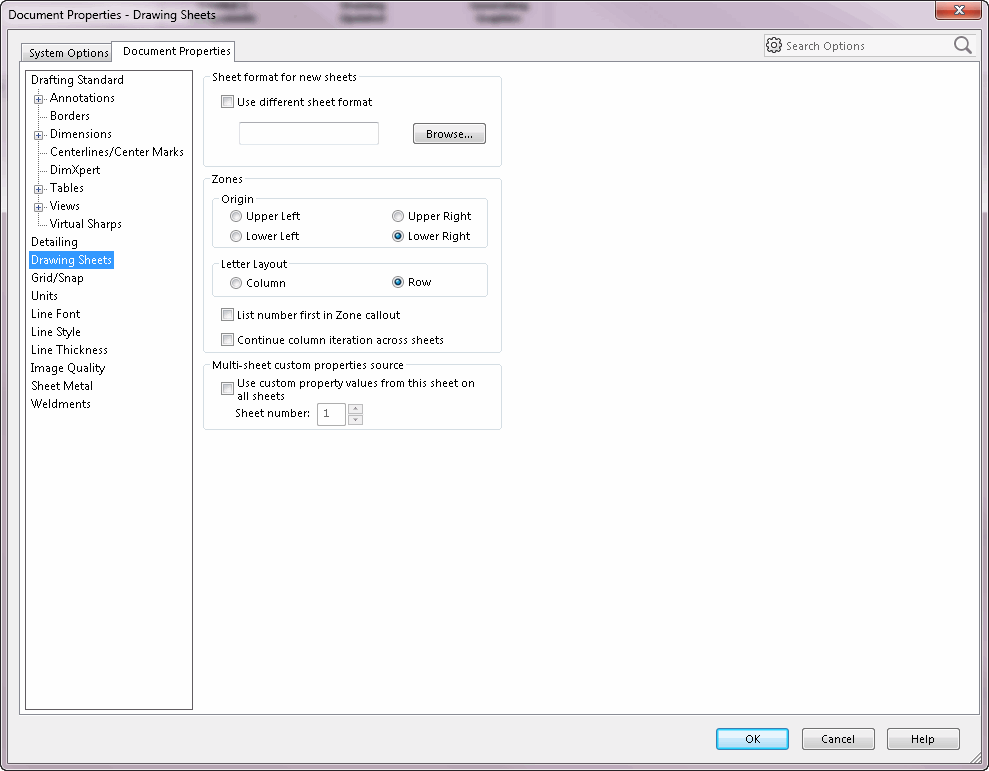 Document Properties - Drawing Sheets
System Options
Document Properties
Search Options
Drafting Standard
Annotations
Borders
Dimensions
Centerlines/Center Marks
DimXpert
Tables
Views
Virtual Sharps
Detailing
Drawing Sheets
Grid/Snap
Units
Line Font
Line Style
Line Thickness
Image Quality
Sheet Metal
Weldments
Sheet format for new sheets
Use different sheet format
Browse...
Zones
Origin
Upper Left
Upper Right
Lower Left
Lower Right
Letter Layout
Column
Row
List number first in Zone callout
Continue column iteration across sheets
Multi-sheet custom properties source
Use custom property values from this sheet on
all sheets
Sheet number:
1
OK
Cancel
Help